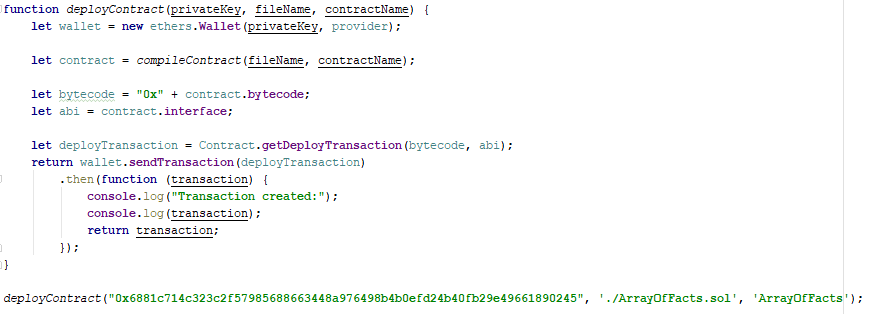 function deployContract(privateKey, fileName, contractName) {
let wallet = new ethers.Wallet(privateKey, provider);
let contract = compileContract(fileName, contractName);
let bytecode = "0x" + contract.bytecode;
let abi = contract.interface;
let deployTransaction = Contract.getDeployTransaction(bytecode, abi);
return wallet.sendTransaction(deployTransaction)
.then(function (transaction) {
console.log("Transaction created:");
console.log(transaction);
return transaction;
});
}
deployContract("0x6881c714c323c2f57985688663448a976498b4b0efd24b40fb29e49661890245", './ArrayOfFacts.sol', 'ArrayOfFacts');